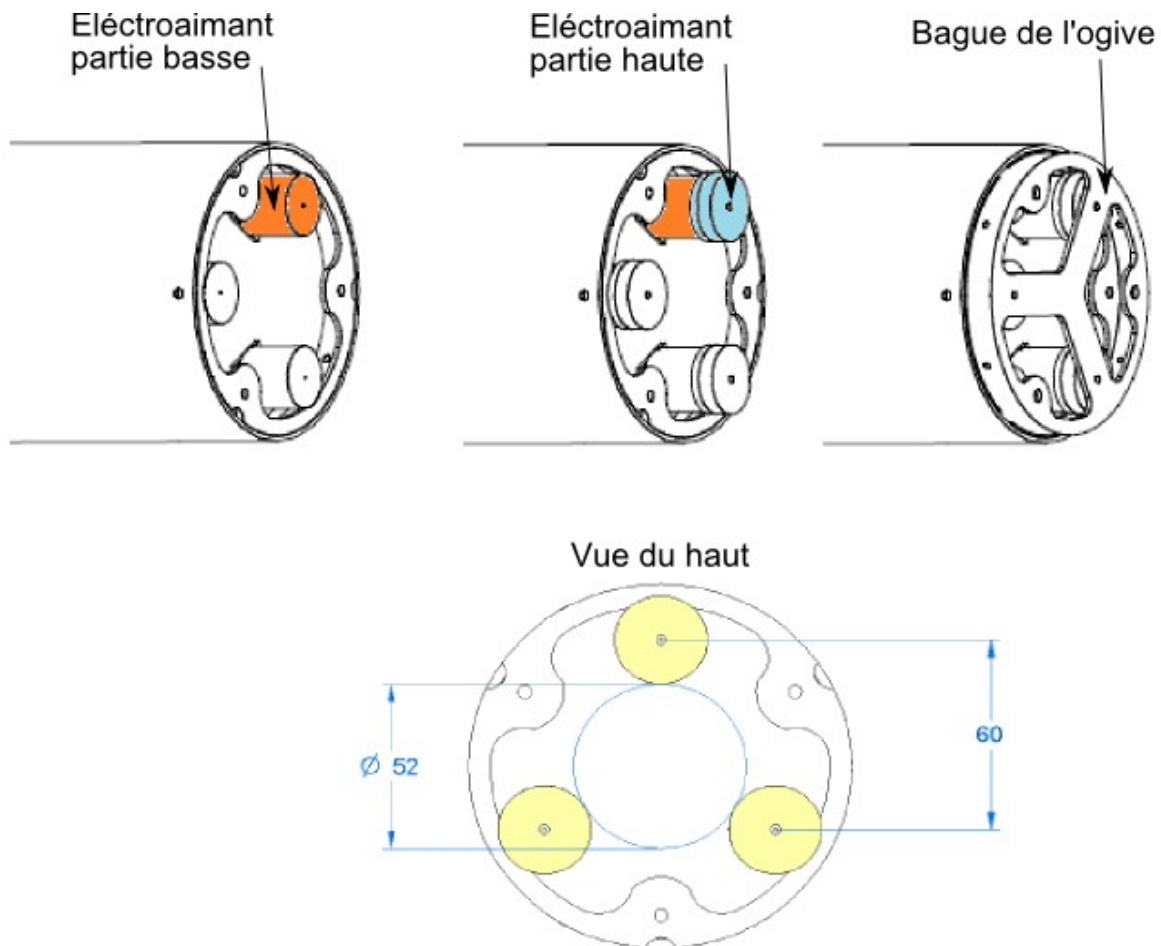 Eléctroaimant
partie basse
Eléctroaimant
partie haute
Bague de l'ogive
Vue du haut
Ø 52
60